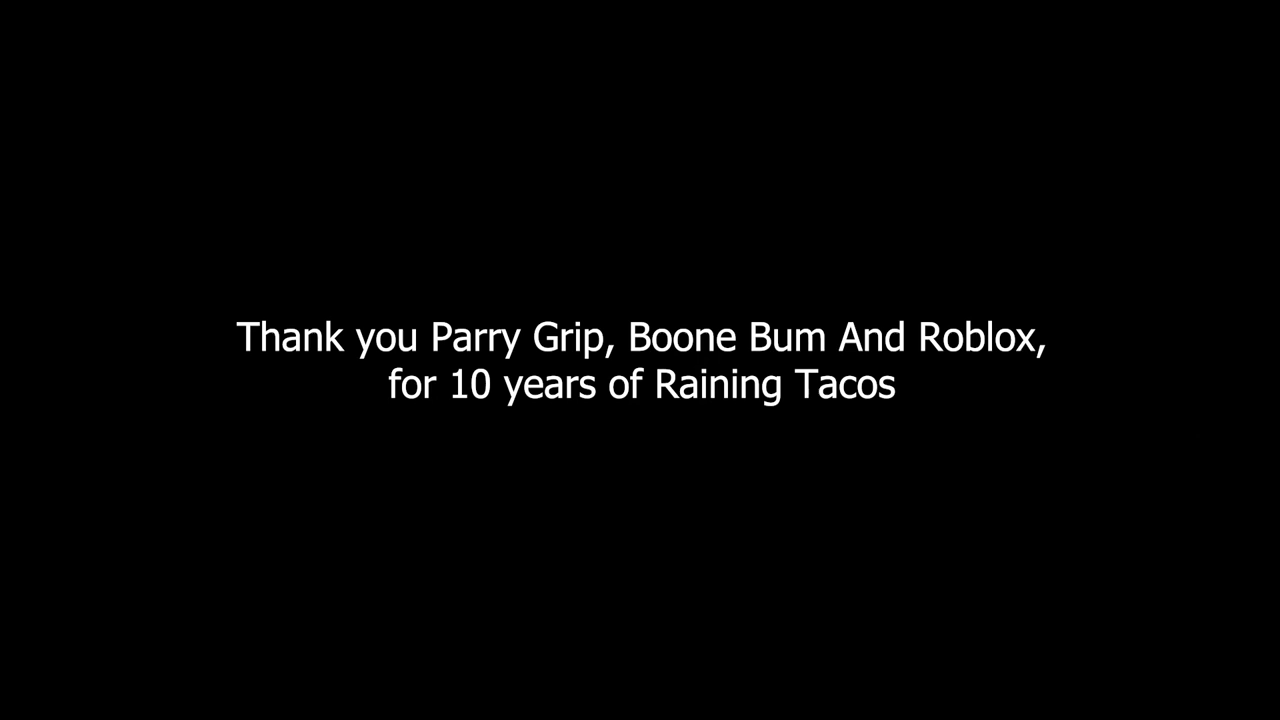 Thank you Parry Grip, Boone Bum And Roblox,
for 10 years of Raining Tacos